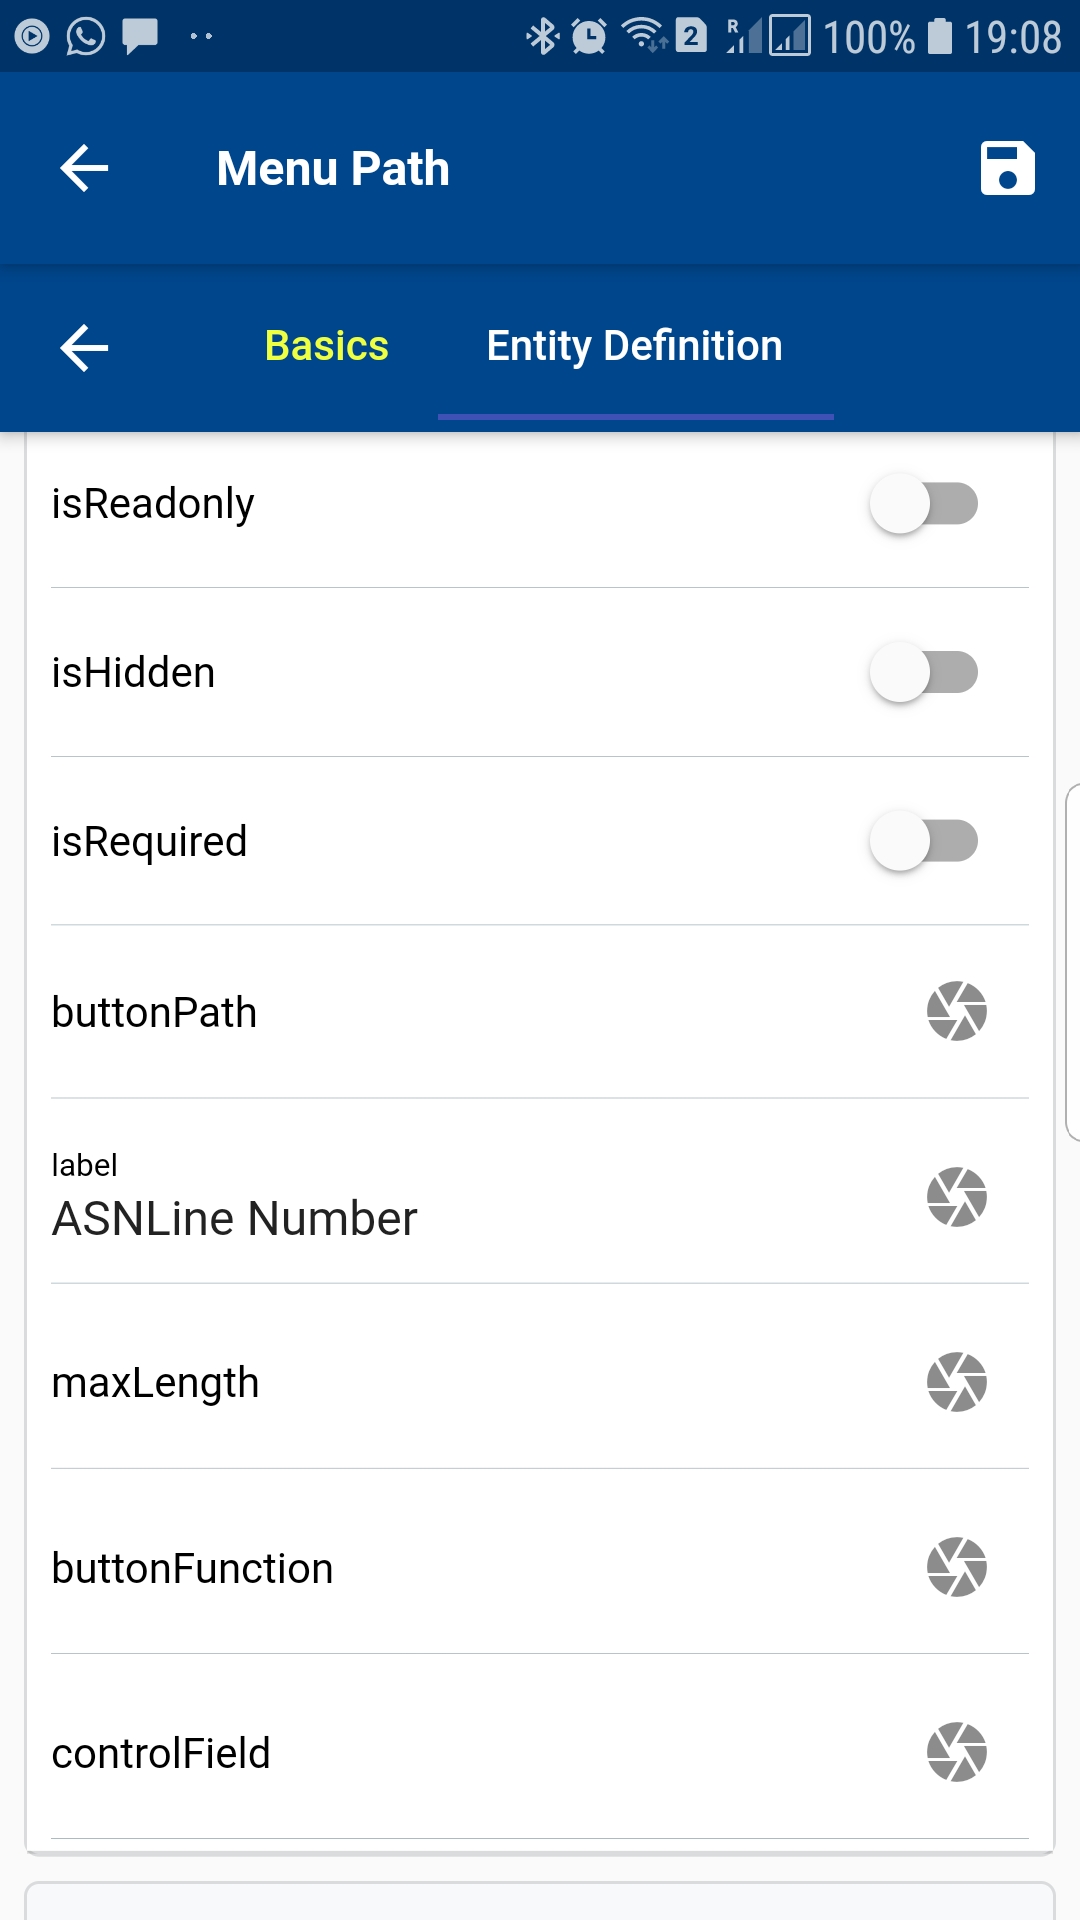 2 R 100% 19:08
Menu Path
Basics Entity Definition
isReadonly
isHidden
isRequired
buttonPath
label
ASNLine Number
maxLength
buttonFunction
controlField